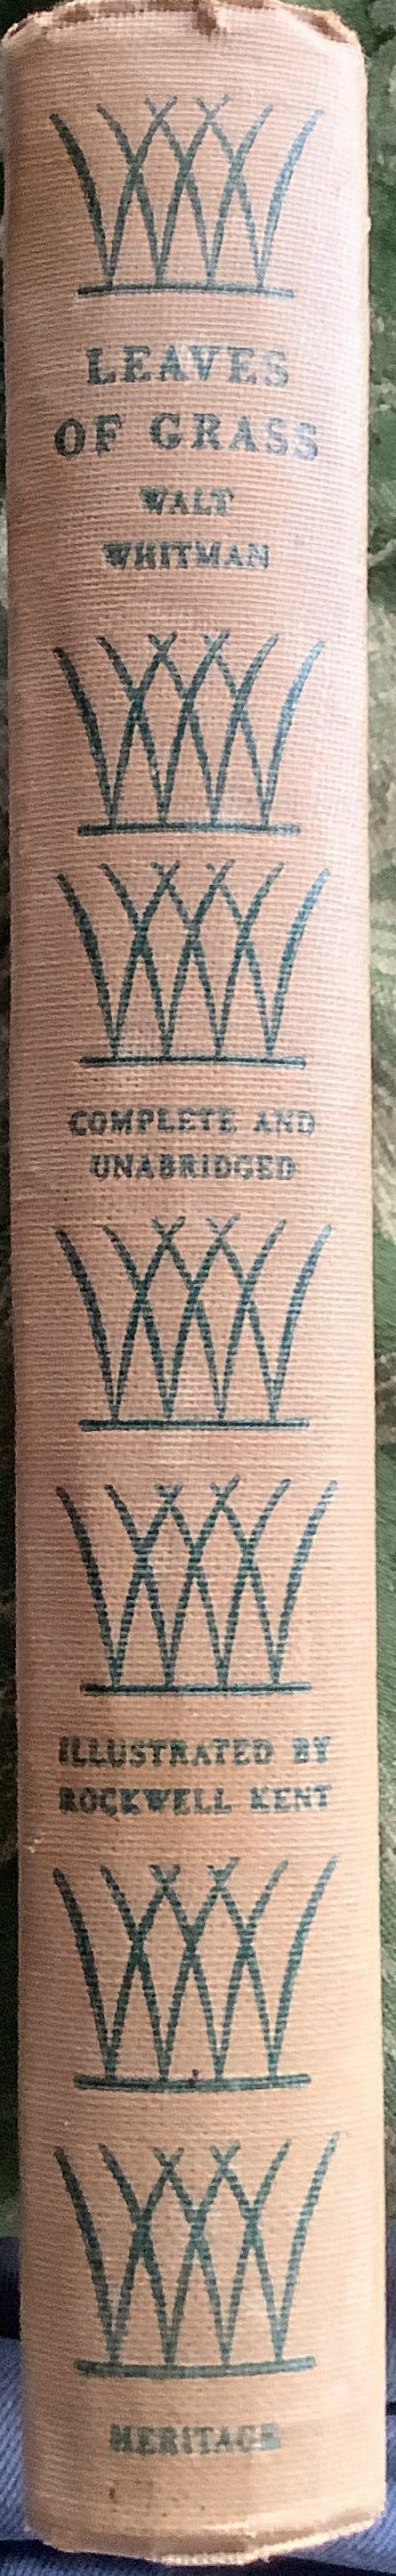 LEAVES
OF GRASS
WALT
WHITMAN
COMPLETE AND
UNABRIDGED
ILLUSTRATED BY
ROCKWELL KENT
HERITAGE